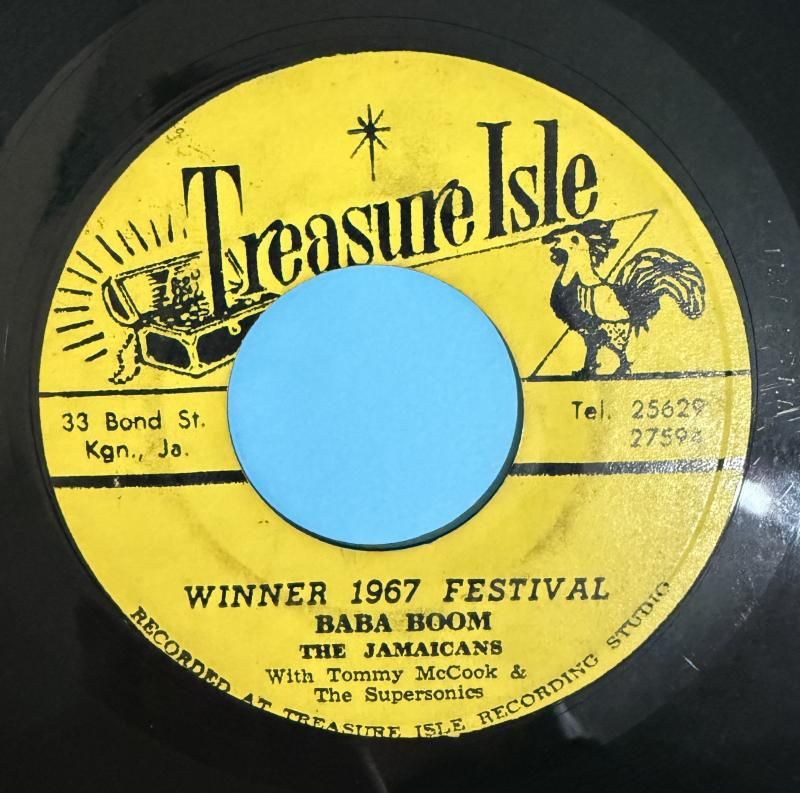 Treasure Isle
33 Bond St.
Kgn., Ja.
Tel. 25629
27594
WINNER 1967 FESTIVAL
BABA BOOM
THE JAMAICANS
With Tommy McCook &
The Supersonics
RECORDED AT TREASURE ISLE RECORDING STUDIO